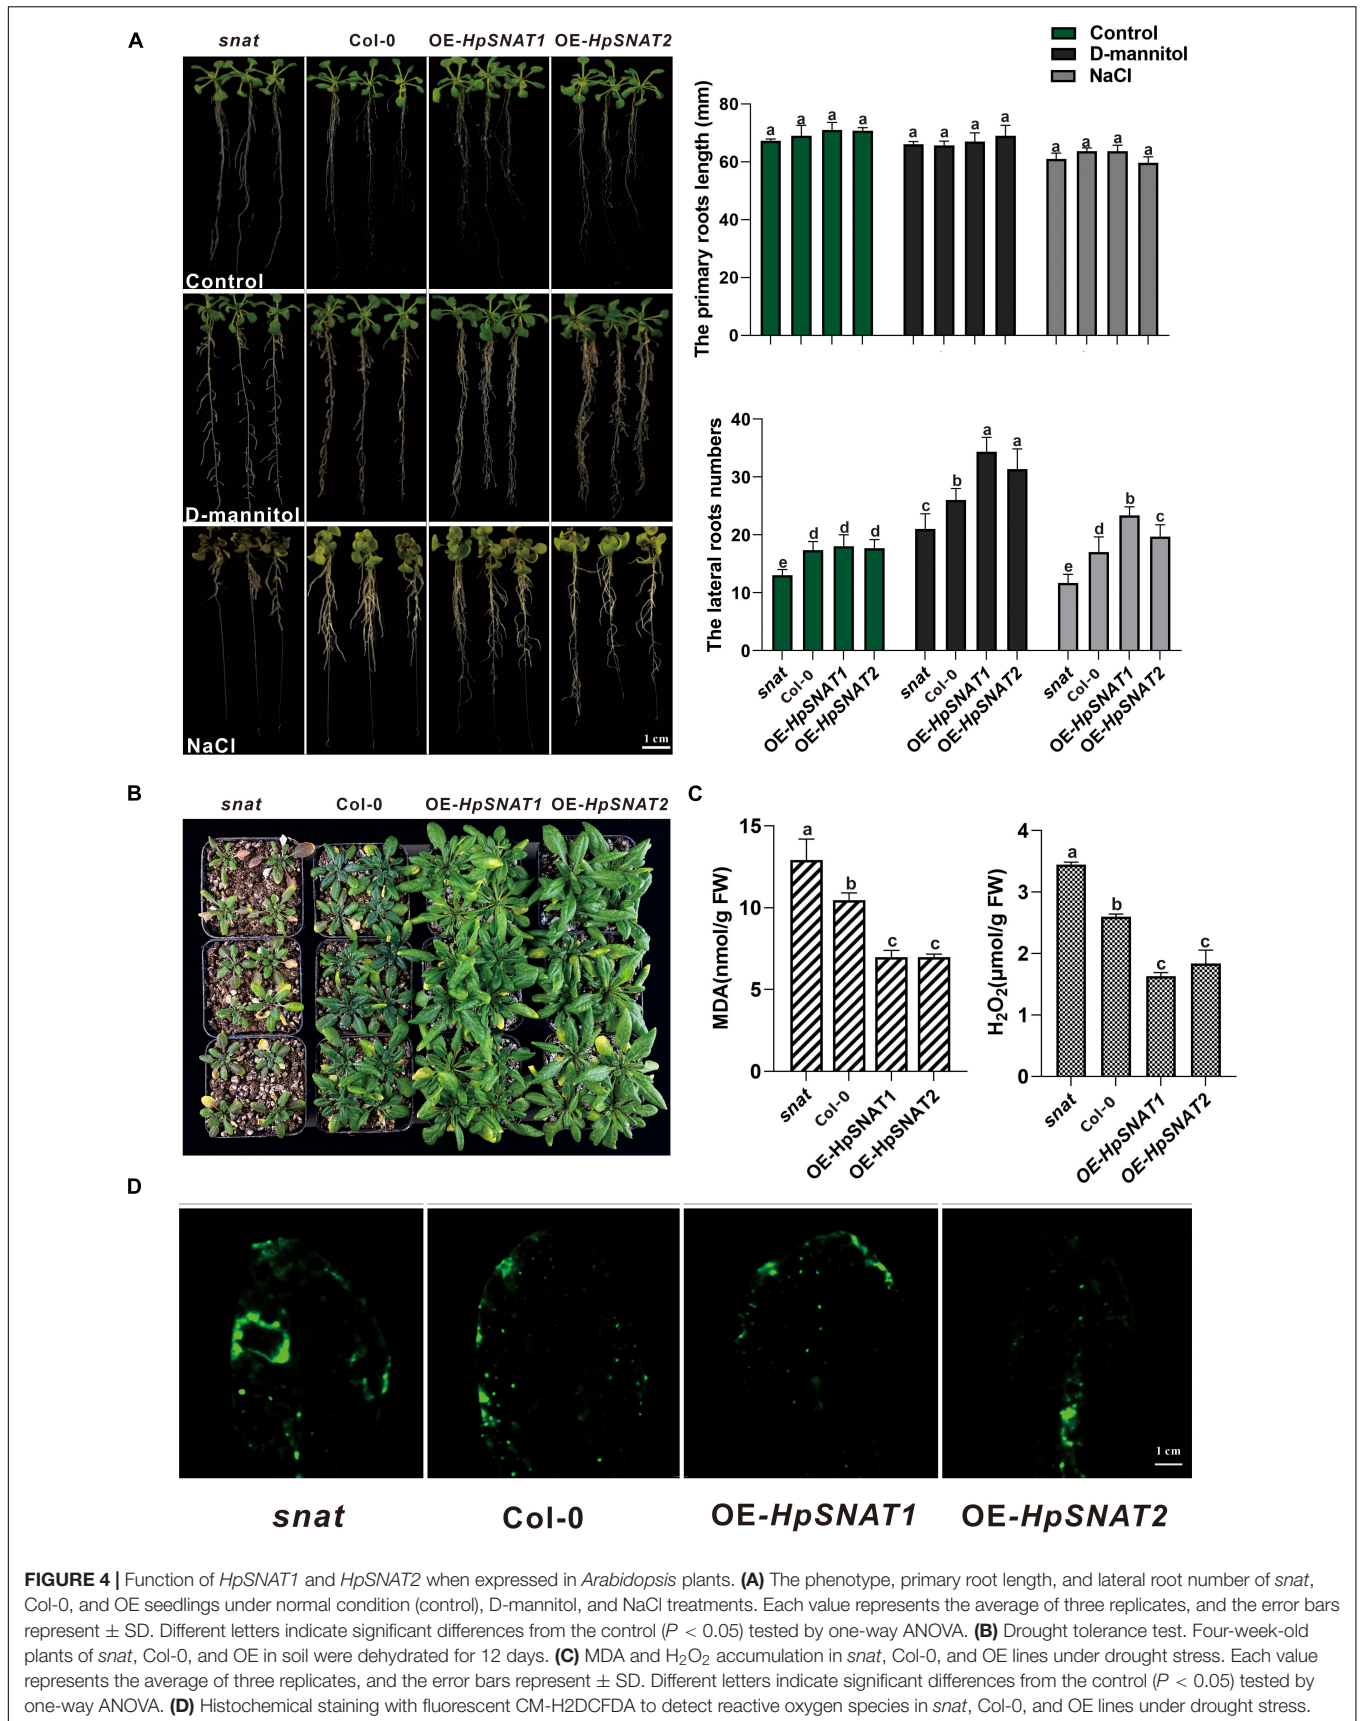 A
snat Col-0 OE-HpSNAT1 OE-HpSNAT2
Control
D-mannitol
NaCl
1 cm
Control
D-mannitol
NaCl
The primary roots length (mm)
80
60
40
20
0
a a a a a a a a a a a a
The lateral roots numbers
40
30
20
10
0
e d d d c b a a e d b c
snat Col-0 OE-HpSNAT1 OE-HpSNAT2 snat Col-0 OE-HpSNAT1 OE-HpSNAT2 snat Col-0 OE-HpSNAT1 OE-HpSNAT2
B
snat Col-0 OE-HpSNAT1 OE-HpSNAT2
C
MDA(nmol/g FW)
15
10
5
0
a b c c
snat Col-0 OE-HpSNAT1 OE-HpSNAT2
H2O2(μmol/g FW)
4
3
2
1
0
a b c c
snat Col-0 OE-HpSNAT1 OE-HpSNAT2
D
1 cm
snat Col-0 OE-HpSNAT1 OE-HpSNAT2
FIGURE 4 | Function of HpSNAT1 and HpSNAT2 when expressed in Arabidopsis plants. (A) The phenotype, primary root length, and lateral root number of snat,
Col-0, and OE seedlings under normal condition (control), D-mannitol, and NaCl treatments. Each value represents the average of three replicates, and the error bars
represent ± SD. Different letters indicate significant differences from the control (P < 0.05) tested by one-way ANOVA. (B) Drought tolerance test. Four-week-old
plants of snat, Col-0, and OE in soil were dehydrated for 12 days. (C) MDA and H2O2 accumulation in snat, Col-0, and OE lines under drought stress. Each value
represents the average of three replicates, and the error bars represent ± SD. Different letters indicate significant differences from the control (P < 0.05) tested by
one-way ANOVA. (D) Histochemical staining with fluorescent CM-H2DCFDA to detect reactive oxygen species in snat, Col-0, and OE lines under drought stress.